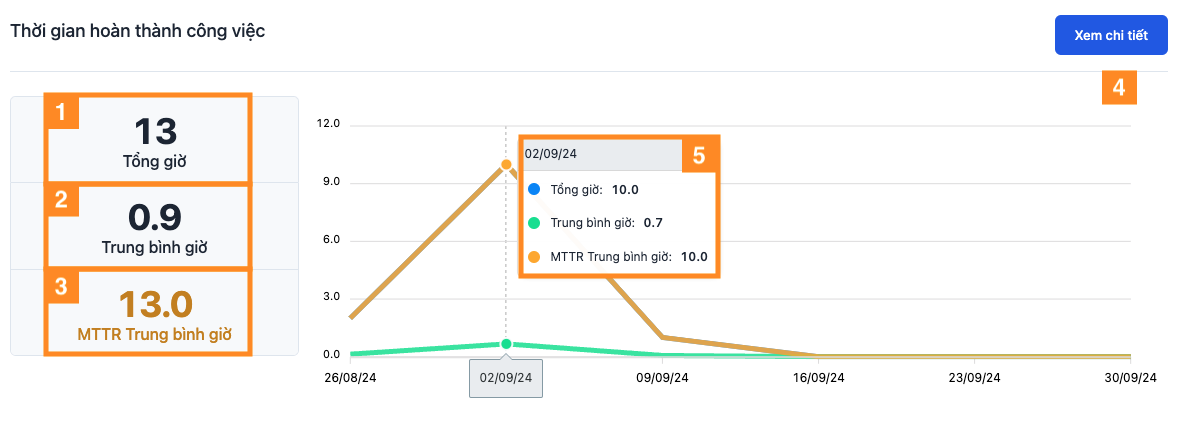 Thời gian hoàn thành công việc
Xem chi tiết
4
1
13
Tổng giờ
2
0.9
Trung bình giờ
3
13.0
MTTR Trung bình giờ
12.0
9.0
6.0
3.0
0.0
02/09/24
5
Tổng giờ: 10.0
Trung bình giờ: 0.7
MTTR Trung bình giờ: 10.0
26/08/24
02/09/24
09/09/24
16/09/24
23/09/24
30/09/24